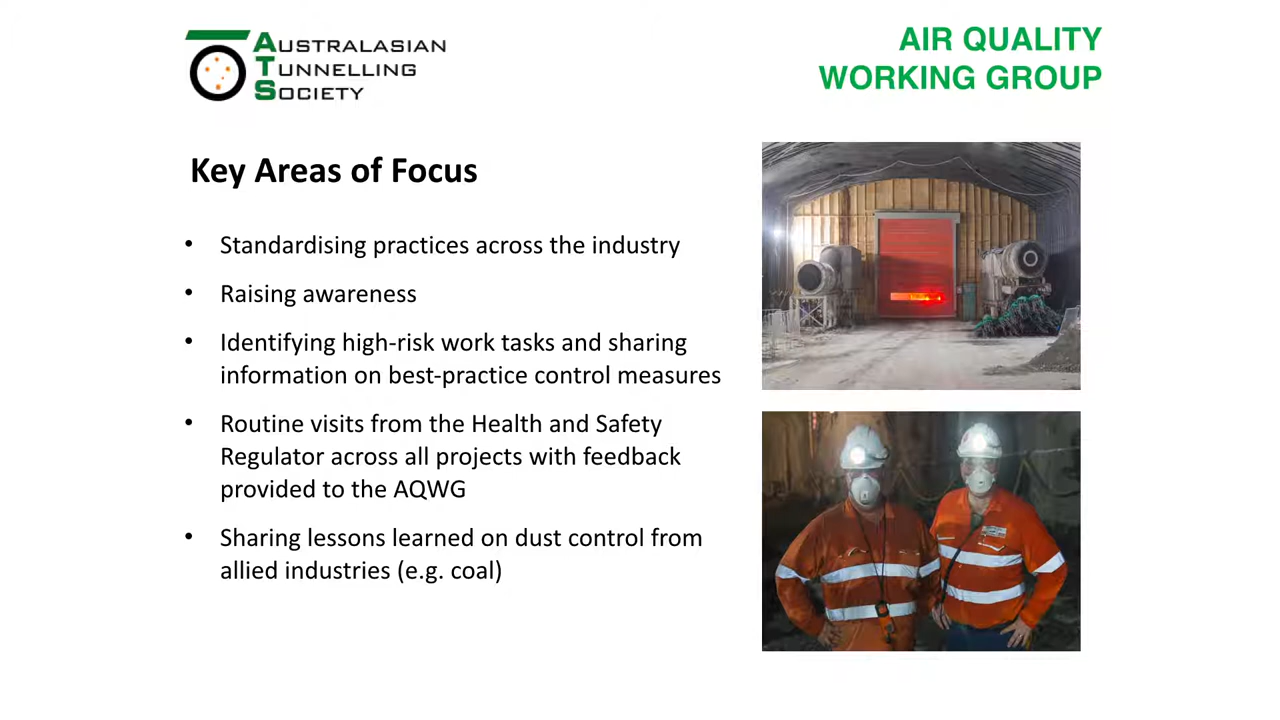 AUSTRALASIAN
TUNNELLING
SOCIETY
AIR QUALITY
WORKING GROUP
Key Areas of Focus
• Standardising practices across the industry
• Raising awareness
• Identifying high-risk work tasks and sharing
information on best-practice control measures
• Routine visits from the Health and Safety
Regulator across all projects with feedback
provided to the AQWG
• Sharing lessons learned on dust control from
allied industries (e.g. coal)